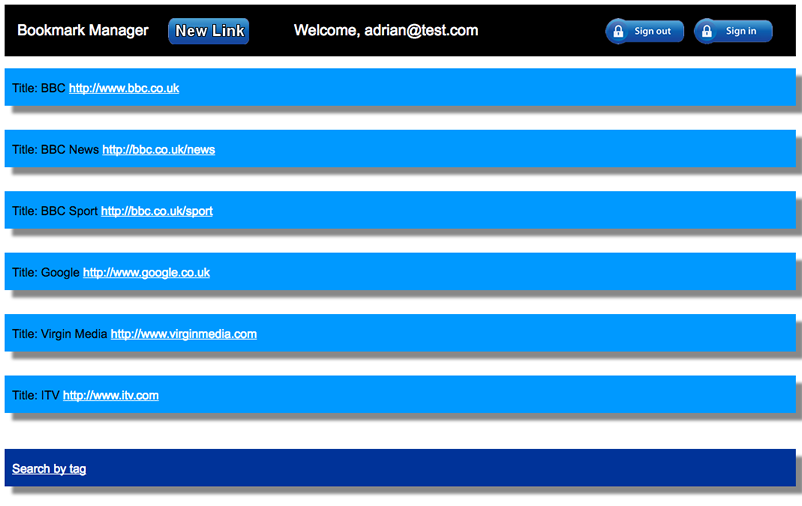 Bookmark Manager New Link Welcome, adrian@test.com Sign out Sign in
Title: BBC http://www.bbc.co.uk
Title: BBC News http://bbc.co.uk/news
Title: BBC Sport http://bbc.co.uk/sport
Title: Google http://www.google.co.uk
Title: Virgin Media http://www.virginmedia.com
Title: ITV http://www.itv.com
Search by tag